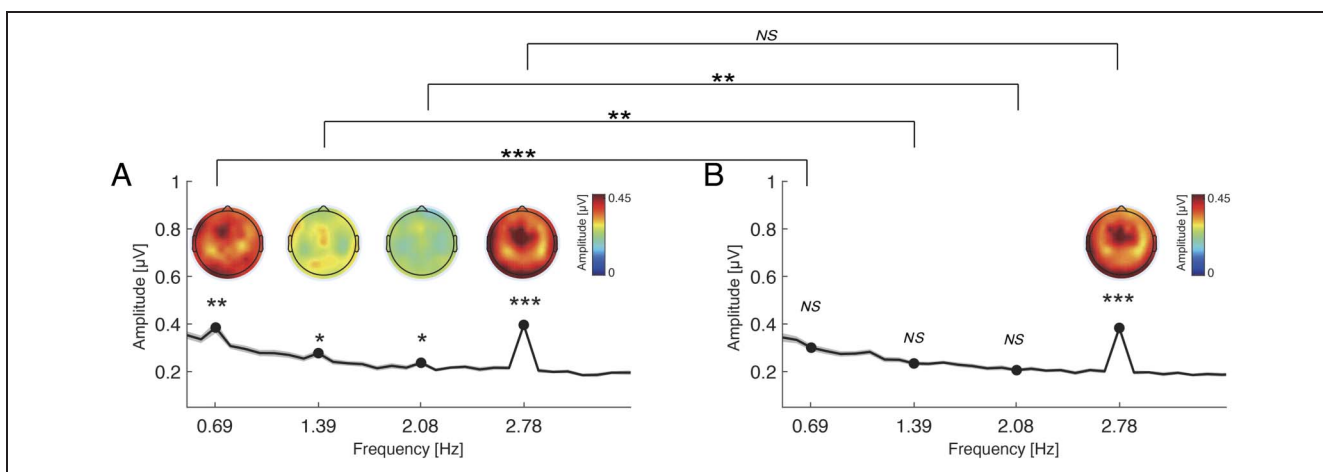 NS
**
**
***
A
B
1
0.8
0.6
0.4
0.2
Amplitude [µV]
0.45
Amplitude [µV]
0
**
*
*
***
0.69
1.39
2.08
2.78
Frequency [Hz]
1
0.8
0.6
0.4
0.2
Amplitude [µV]
0.45
Amplitude [µV]
0
NS
NS
NS
***
0.69
1.39
2.08
2.78
Frequency [Hz]